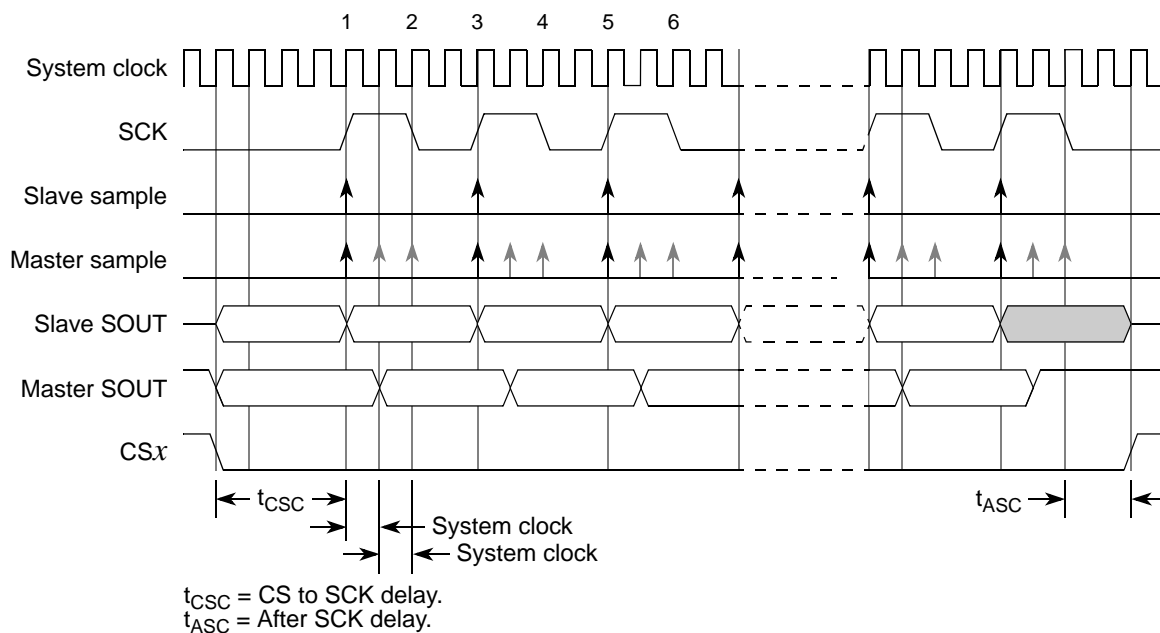 1 2 3 4 5 6
System clock
SCK
Slave sample
Master sample
Slave SOUT
Master SOUT
CSx
tCSC
tASC
System clock
System clock
tCSC = CS to SCK delay.
tASC = After SCK delay.